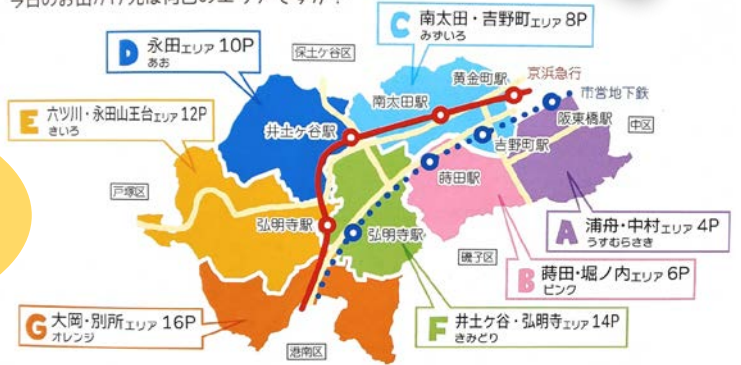 今日のお出かけ先は何色のエリアですか？
C 南太田・吉野町エリア 8P
みずいろ
D 永田エリア 10P
あお
保土ケ谷区
黄金町駅
京浜急行
南太田駅
市営地下鉄
E 六ツ川・永田山王台エリア 12P
きいろ
井土ケ谷駅
阪東橋駅
中区
吉野町駅
蒔田駅
戸塚区
弘明寺駅
弘明寺駅
A 浦舟・中村エリア 4P
うすむらさき
磯子区
B 蒔田・堀ノ内エリア 6P
ピンク
G 大岡・別所エリア 16P
オレンジ
F 井土ケ谷・弘明寺エリア 14P
きみどり
港南区